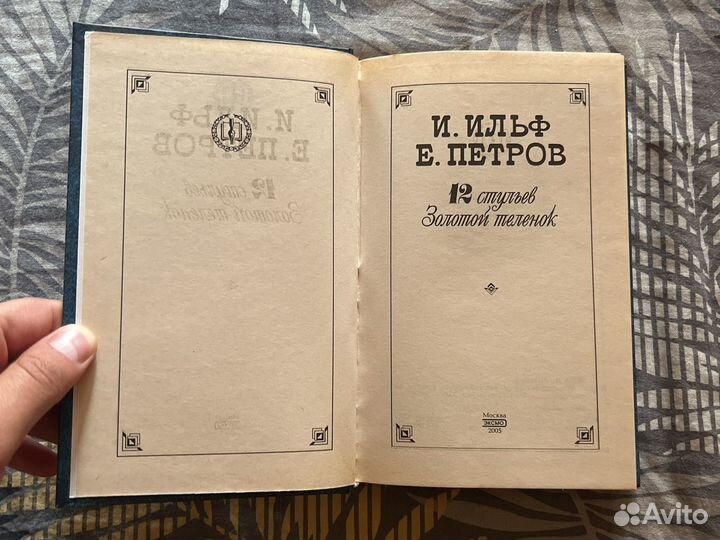 И. ИЛЬФ
Е. ПЕТРОВ
12 стульев
Золотой теленок
Москва
ЭКСМО
2005
Avito